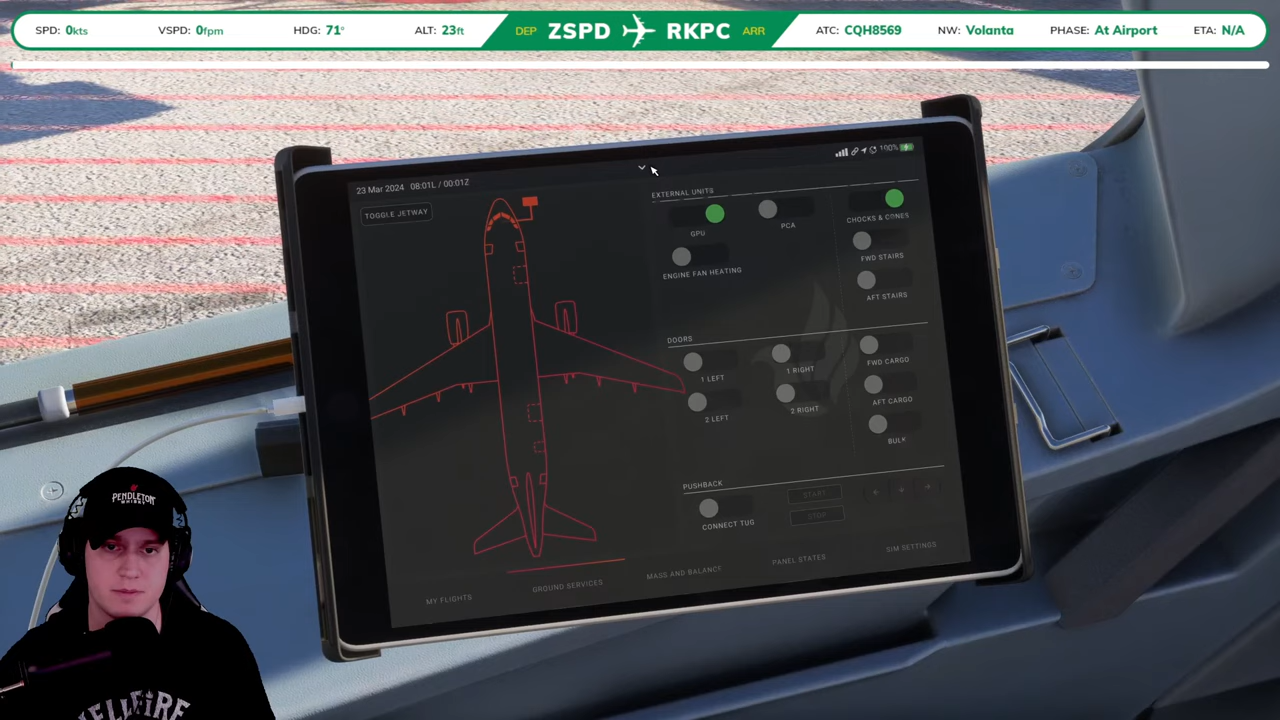 SPD: 0kts VSPD: 0fpm HDG: 71° ALT: 23ft DEP ZSPD RKPC ARR ATC: CQH8569 NW: Volanta PHASE: At Airport ETA: N/A
23 Mar 2024 08:01L / 00:01Z
100%
TOGGLE JETWAY
EXTERNAL UNITS
GPU
PCA
CHOCKS & CONES
ENGINE FAN HEATING
FWD STAIRS
AFT STAIRS
DOORS
1 LEFT
1 RIGHT
FWD CARGO
2 LEFT
2 RIGHT
AFT CARGO
BULK
PUSHBACK
CONNECT TUG
START
STOP
MY FLIGHTS
GROUND SERVICES
MASS AND BALANCE
PANEL STATES
SIM SETTINGS
PENDLETON
WHISKY
HELLFIRE